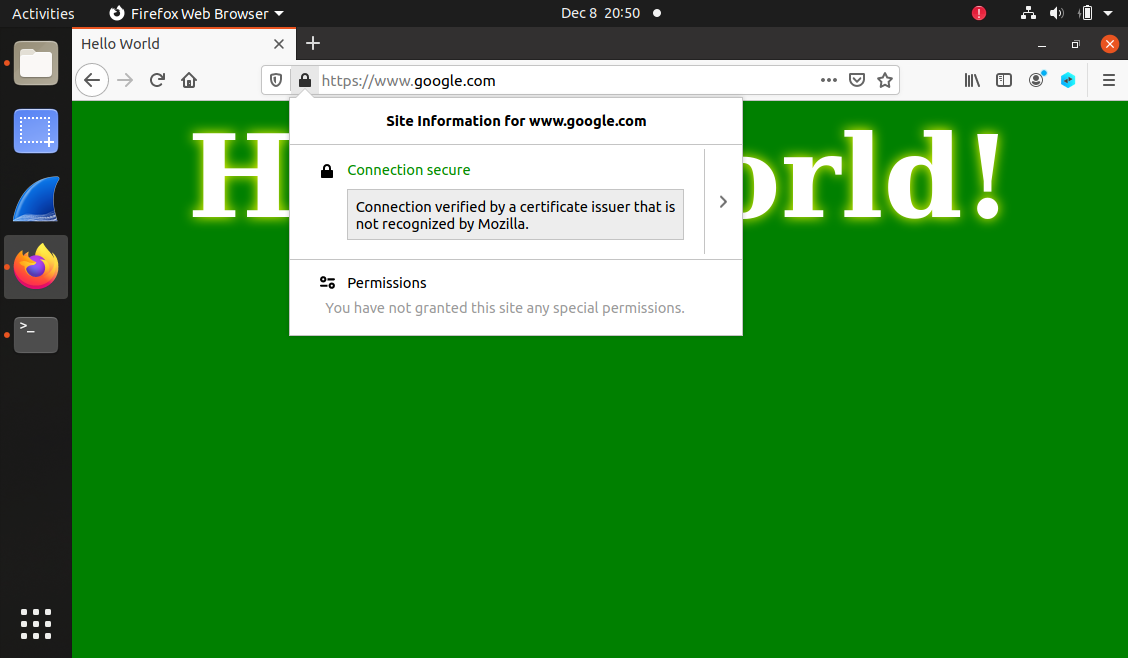 Activities Firefox Web Browser Dec 8 20:50
Hello World
https://www.google.com
Site Information for www.google.com
Connection secure
Connection verified by a certificate issuer that is
not recognized by Mozilla.
Permissions
You have not granted this site any special permissions.
H orld!
>_